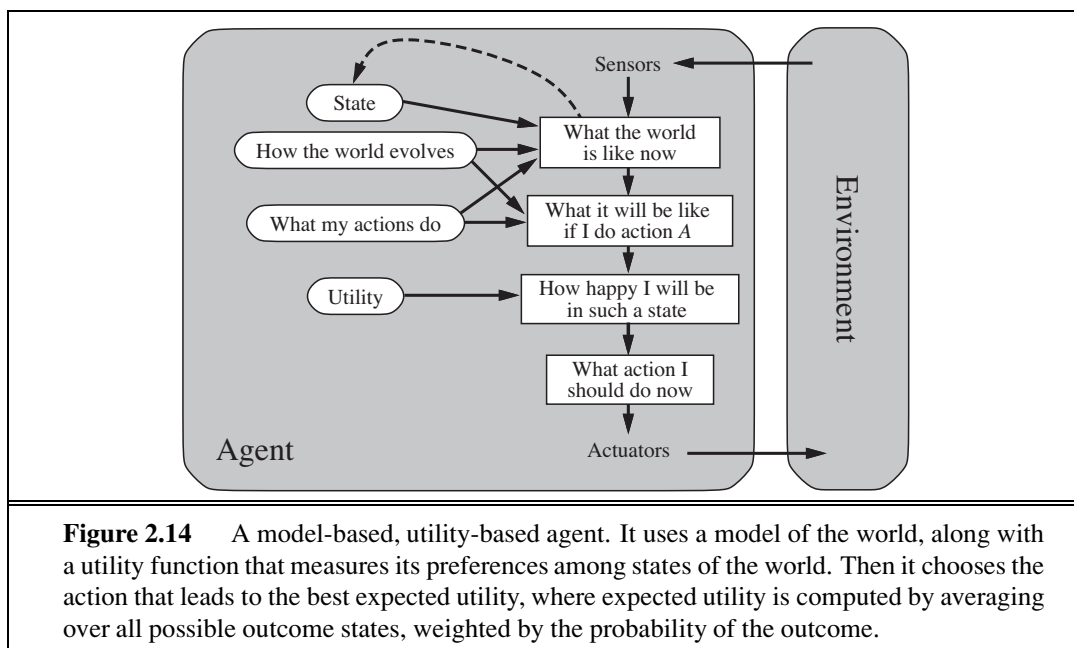 Sensors
State
What the world
is like now
How the world evolves
What my actions do
What it will be like
if I do action A
Utility
How happy I will be
in such a state
What action I
should do now
Agent
Actuators
Environment
Figure 2.14 A model-based, utility-based agent. It uses a model of the world, along with
a utility function that measures its preferences among states of the world. Then it chooses the
action that leads to the best expected utility, where expected utility is computed by averaging
over all possible outcome states, weighted by the probability of the outcome.